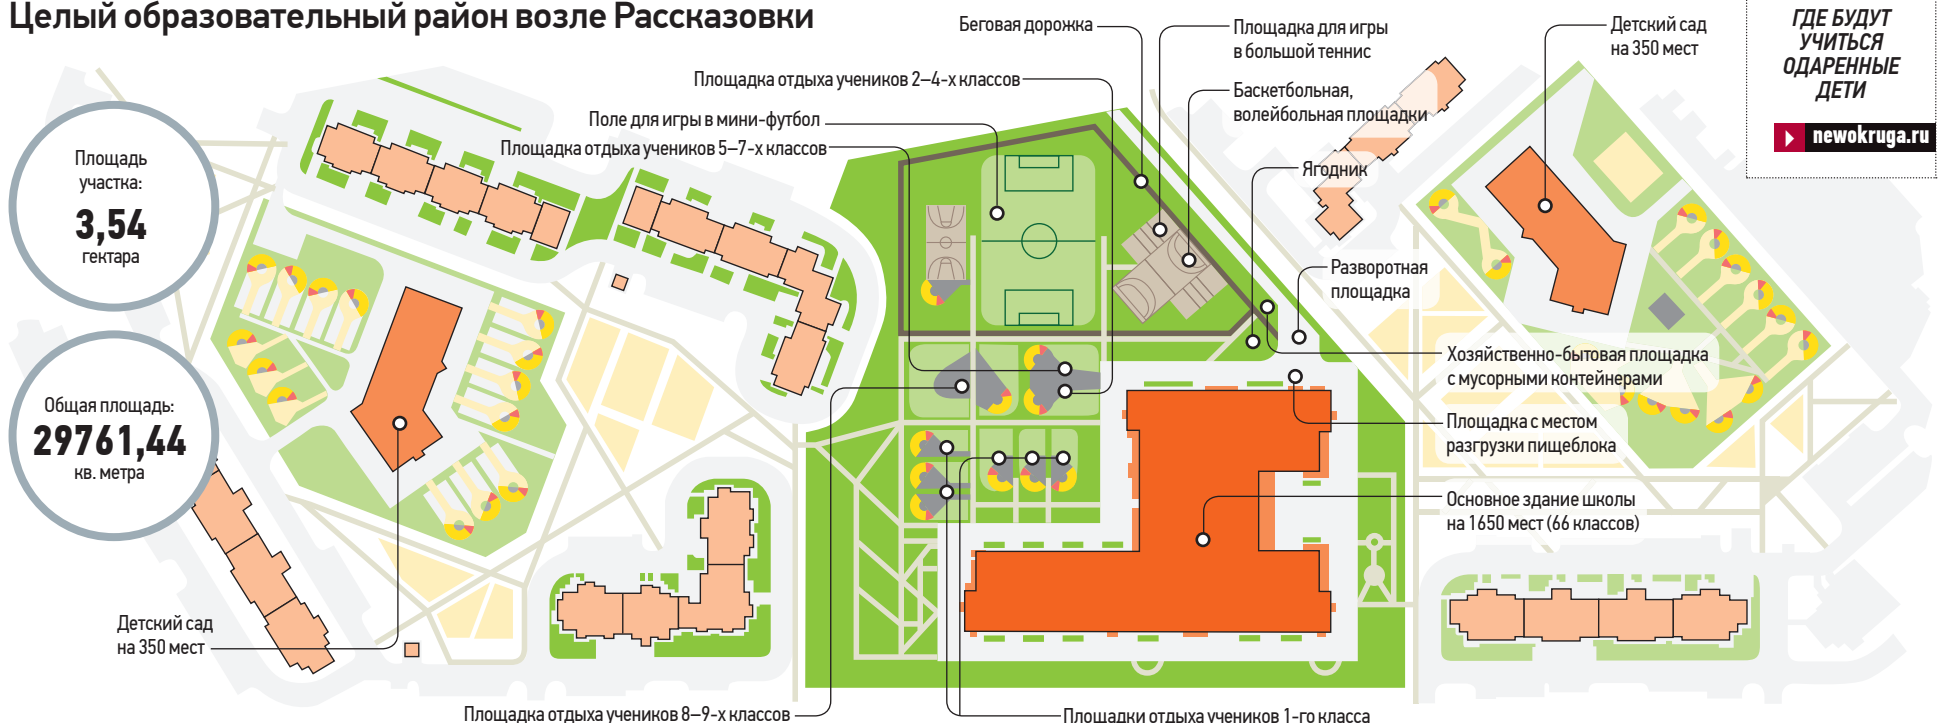 Целый образовательный район возле Рассказовки
Площадь
участка:
3,54
гектара
Общая площадь:
29761,44
кв. метра
Детский сад
на 350 мест
Беговая дорожка
Площадка отдыха учеников 2–4-х классов
Поле для игры в мини-футбол
Площадка отдыха учеников 5–7-х классов
Площадка для игры
в большой теннис
Баскетбольная,
волейбольная площадки
Ягодник
Разворотная
площадка
Хозяйственно-бытовая площадка
с мусорными контейнерами
Площадка с местом
разгрузки пищеблока
Основное здание школы
на 1650 мест (66 классов)
Детский сад
на 350 мест
Площадка отдыха учеников 8–9-х классов
Площадки отдыха учеников 1-го класса
ГДЕ БУДУТ
УЧИТЬСЯ
ОДАРЕННЫЕ
ДЕТИ
newokruga.ru